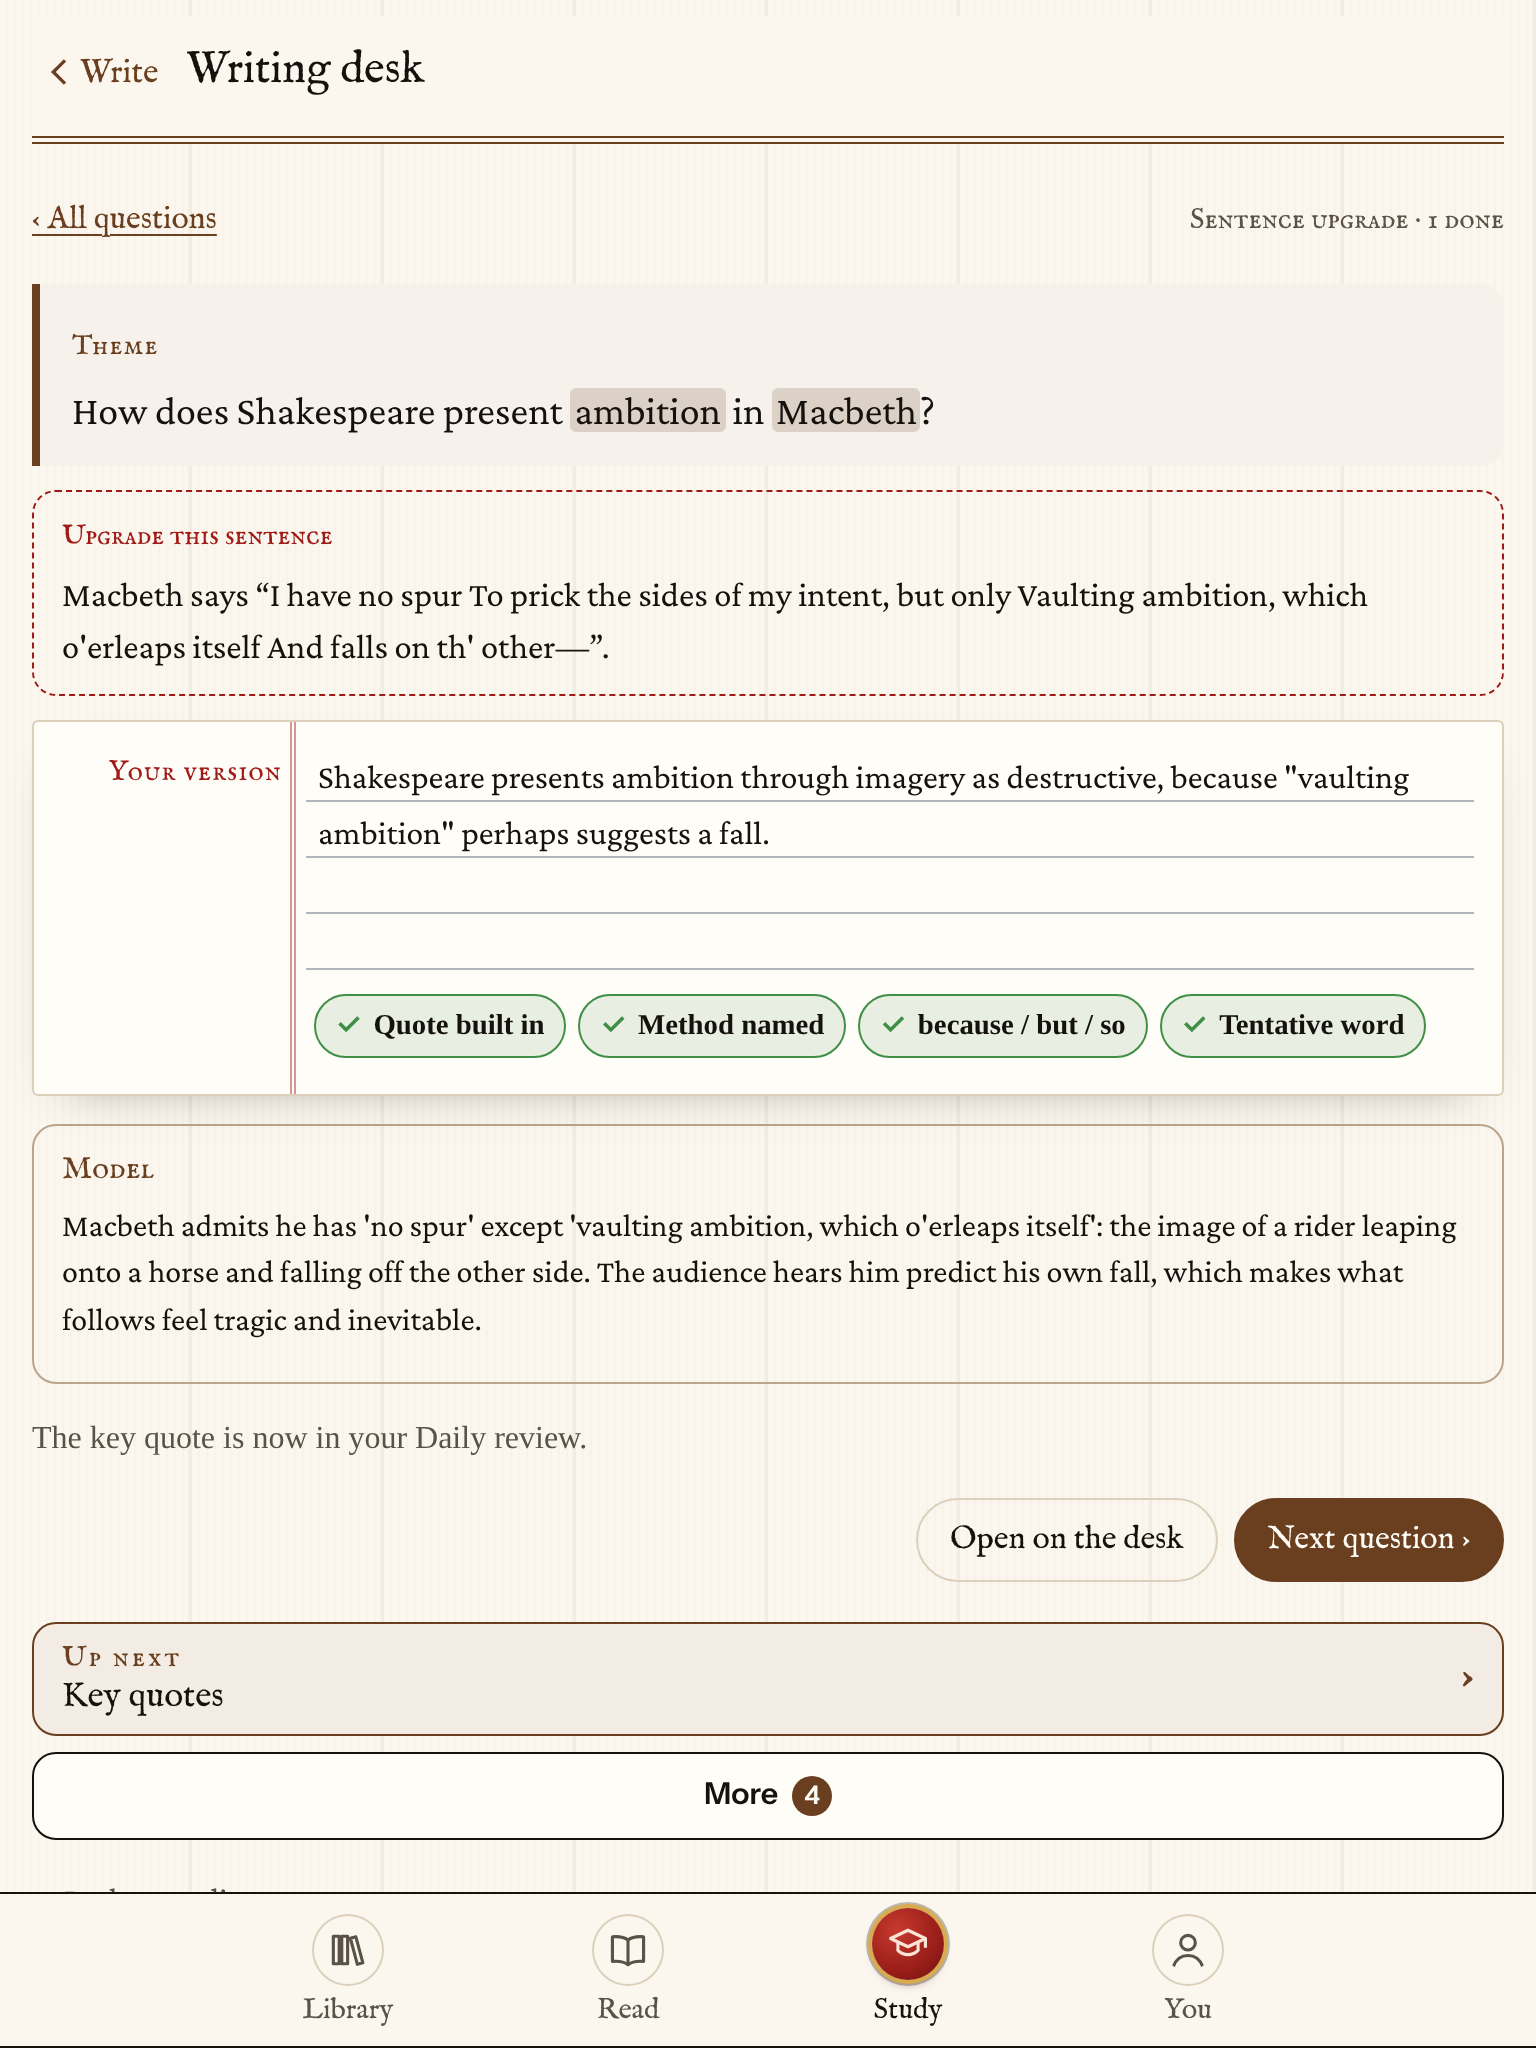 Write Writing desk
‹ All questions
Sentence upgrade · 1 done
Theme
How does Shakespeare present ambition in Macbeth?
Upgrade this sentence
Macbeth says “I have no spur To prick the sides of my intent, but only Vaulting ambition, which
o'erleaps itself And falls on th' other—”.
Your version
Shakespeare presents ambition through imagery as destructive, because "vaulting
ambition" perhaps suggests a fall.
Quote built in
Method named
because / but / so
Tentative word
Model
Macbeth admits he has 'no spur' except 'vaulting ambition, which o'erleaps itself': the image of a rider leaping
onto a horse and falling off the other side. The audience hears him predict his own fall, which makes what
follows feel tragic and inevitable.
The key quote is now in your Daily review.
Open on the desk
Next question ›
Up next
Key quotes
More 4
Library
Read
Study
You